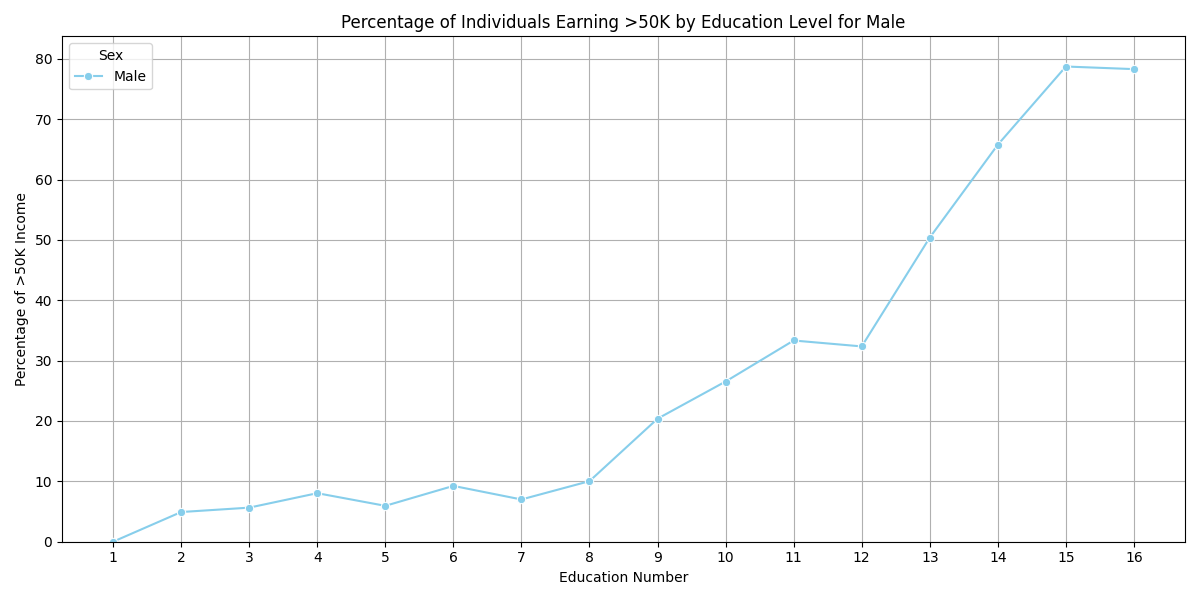 Percentage of Individuals Earning >50K by Education Level for Male
Sex
Male
Percentage of >50K Income
80
70
60
50
40
30
20
10
0
1 2 3 4 5 6 7 8 9 10 11 12 13 14 15 16
Education Number